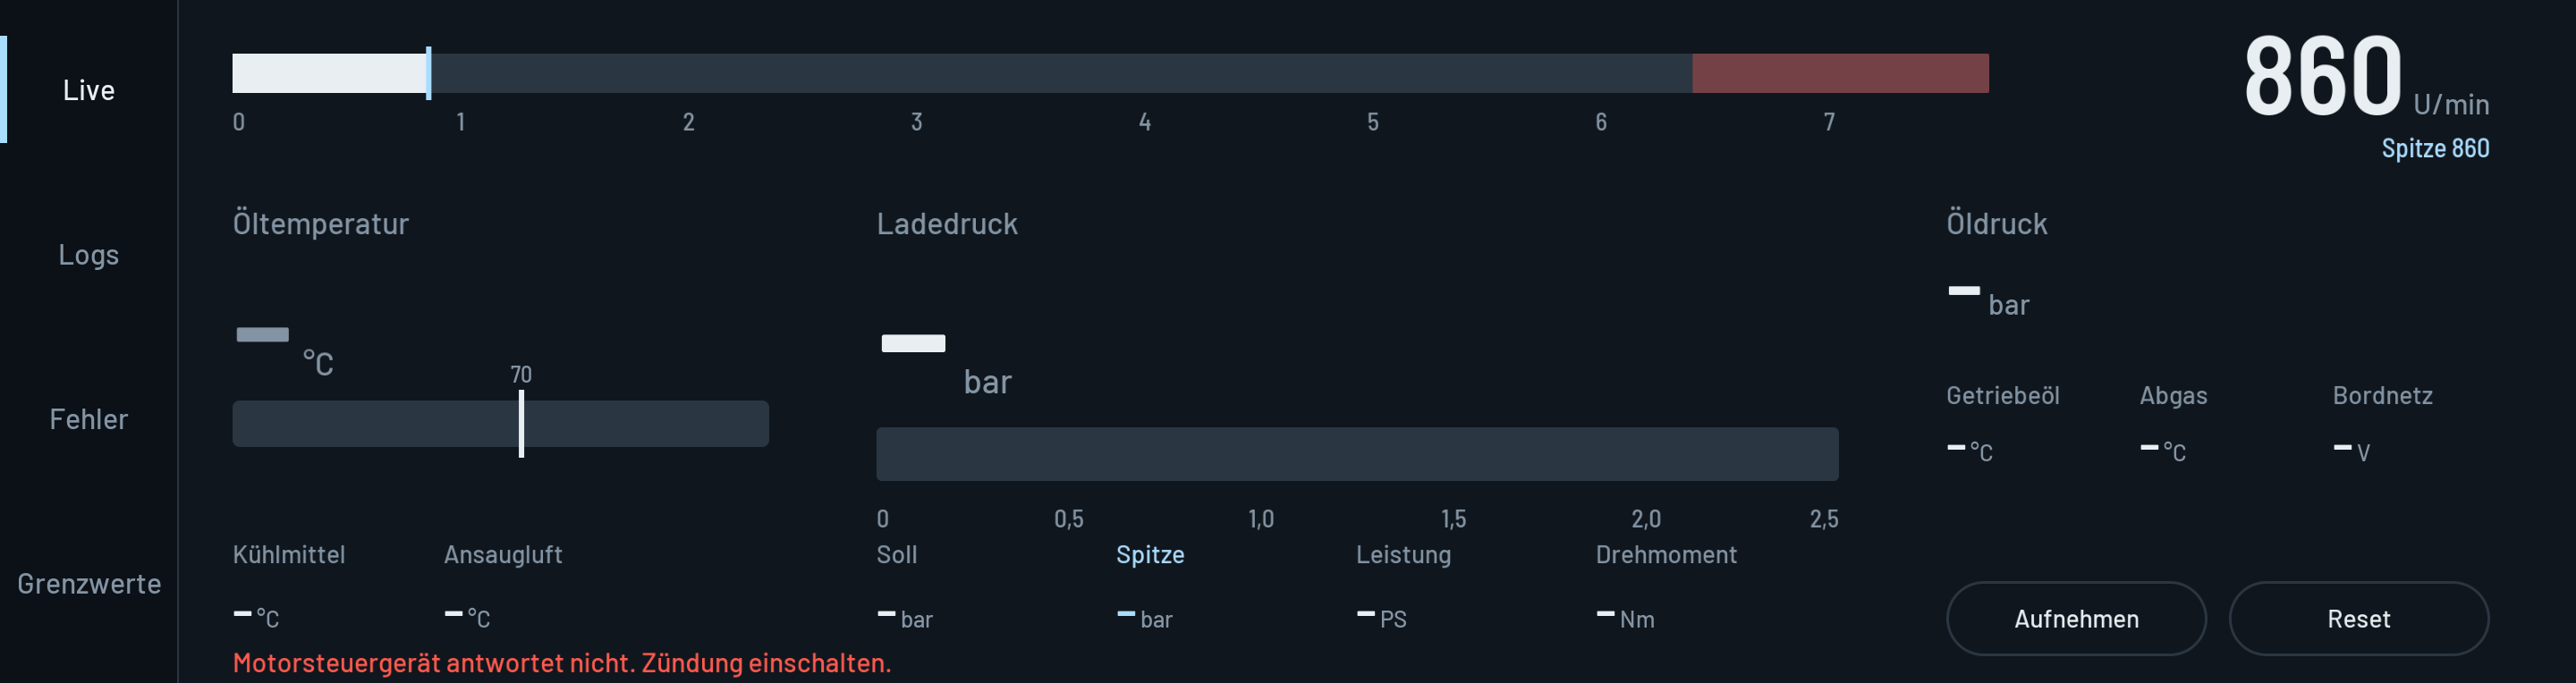 Live
Logs
Fehler
Grenzwerte
0 1 2 3 4 5 6 7
860 U/min
Spitze 860
Öltemperatur
– °C
70
Kühlmittel Ansaugluft
– °C – °C
Ladedruck
– bar
0 0,5 1,0 1,5 2,0 2,5
Soll Spitze Leistung Drehmoment
– bar – bar – PS – Nm
Öldruck
– bar
Getriebeöl Abgas Bordnetz
– °C – °C – V
Aufnehmen Reset
Motorsteuergerät antwortet nicht. Zündung einschalten.